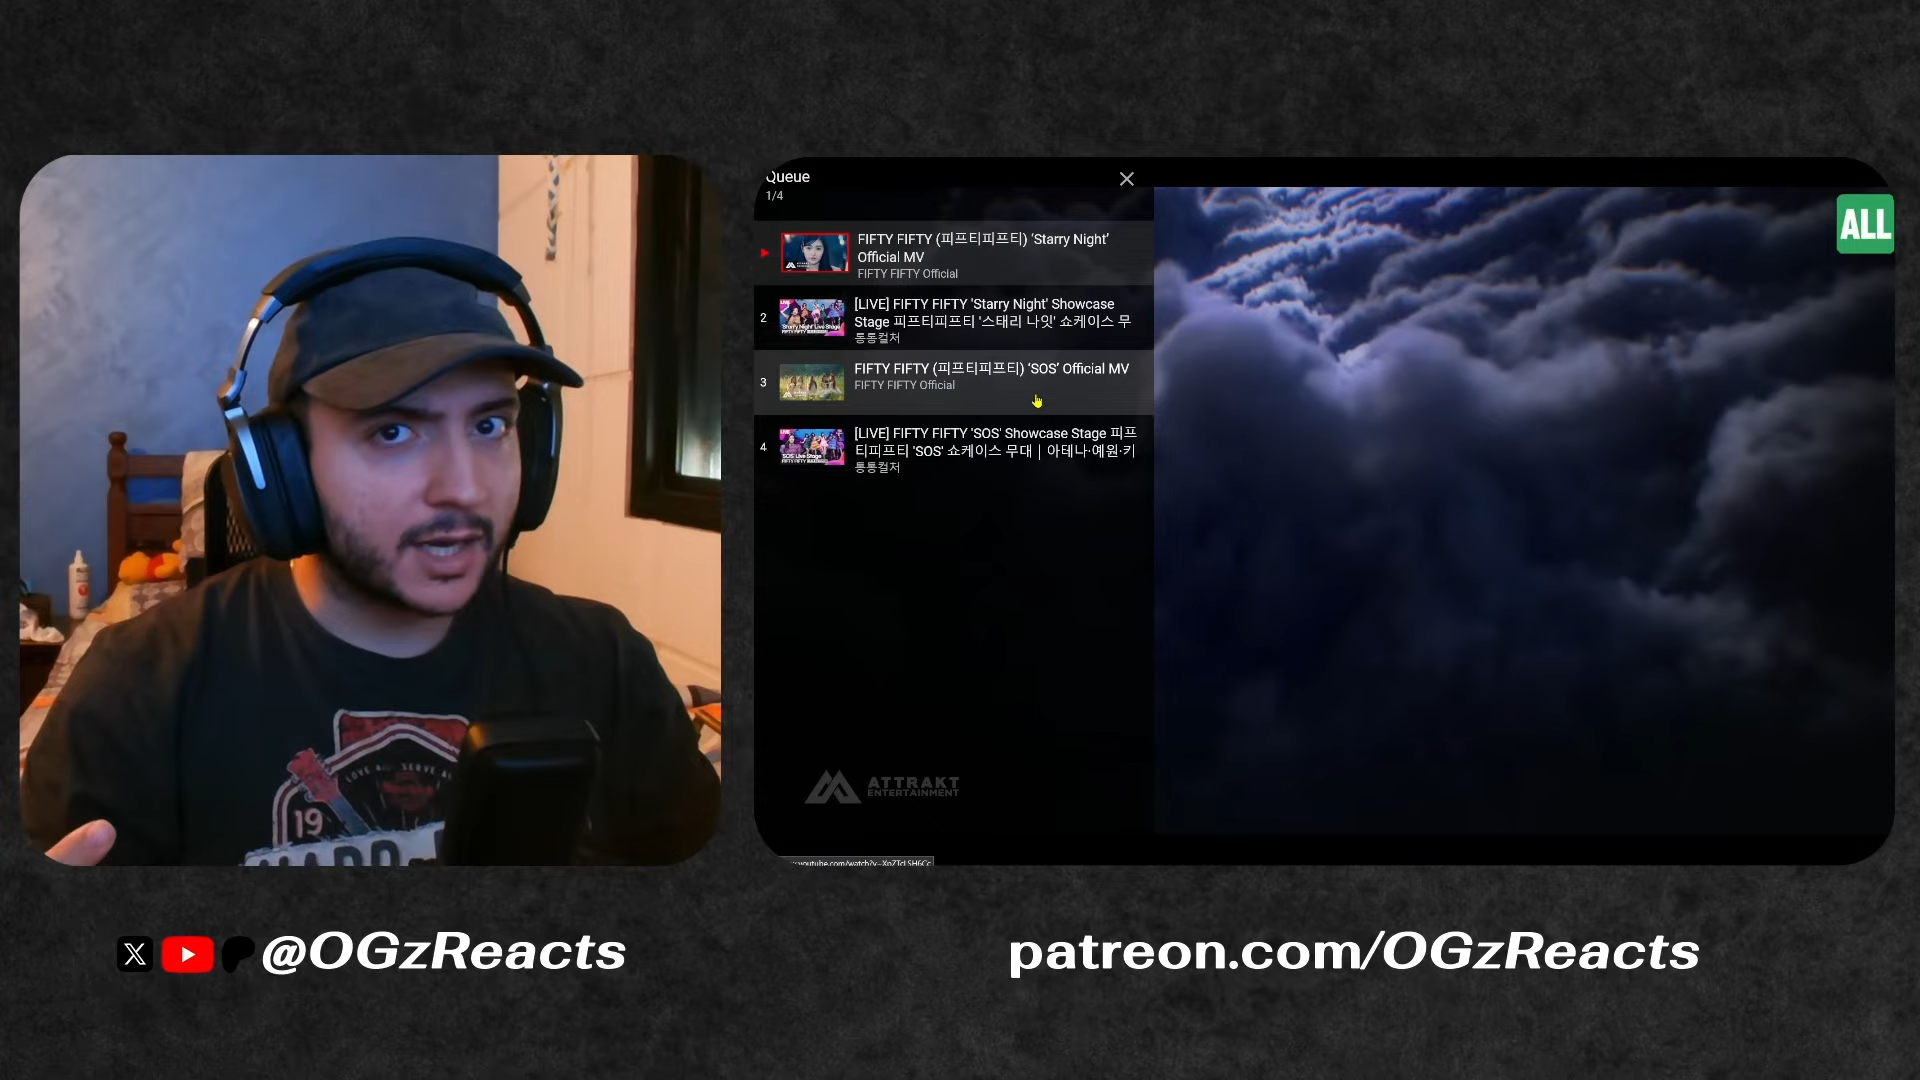 Queue
1/4
FIFTY FIFTY (피프티피프티) ‘Starry Night’
Official MV
FIFTY FIFTY Official
2
[LIVE] FIFTY FIFTY 'Starry Night' Showcase
Stage 피프티피프티 '스태리 나잇' 쇼케이스 무
통통컬처
3
FIFTY FIFTY (피프티피프티) ‘SOS’ Official MV
FIFTY FIFTY Official
4
[LIVE] FIFTY FIFTY 'SOS' Showcase Stage 피프
티피프티 'SOS' 쇼케이스 무대 | 아테나·예원·키
통통컬처
ALL
ATTRAKT
ENTERTAINMENT
LOVE
SERVE
19
HARD
@OGzReacts
patreon.com/OGzReacts